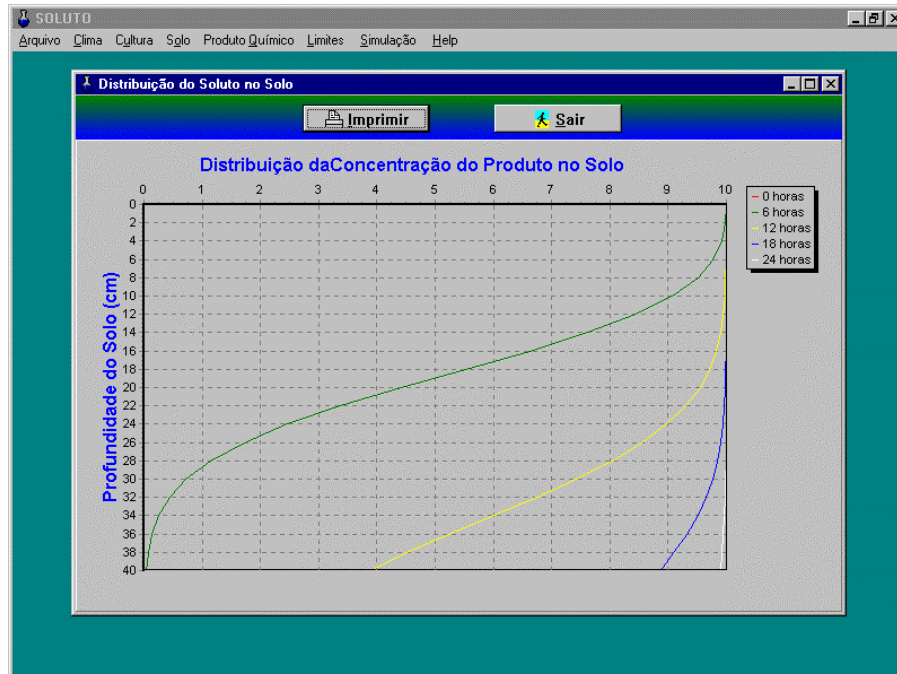 SOLUTO
Arquivo Clima Cultura Solo Produto Químico Limites Simulação Help
Distribuição do Soluto no Solo
Imprimir Sair
Distribuição daConcentração do Produto no Solo
0 1 2 3 4 5 6 7 8 9 10
0
2
4
6
8
10
12
14
16
18
20
22
24
26
28
30
32
34
36
38
40
Profundidade do Solo (cm)
0 horas
6 horas
12 horas
18 horas
24 horas